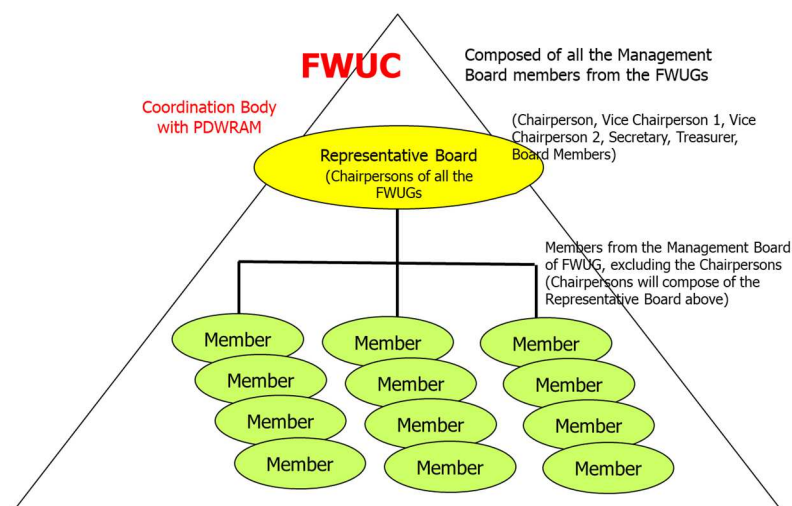 FWUC
Composed of all the Management
Board members from the FWUGs
Coordination Body
with PDWRAM
(Chairperson, Vice Chairperson 1, Vice
Chairperson 2, Secretary, Treasurer,
Board Members)
Representative Board
(Chairpersons of all the
FWUGs
Members from the Management Board
of FWUG, excluding the Chairpersons
(Chairpersons will compose of the
Representative Board above)
Member
Member
Member
Member
Member
Member
Member
Member
Member
Member
Member
Member